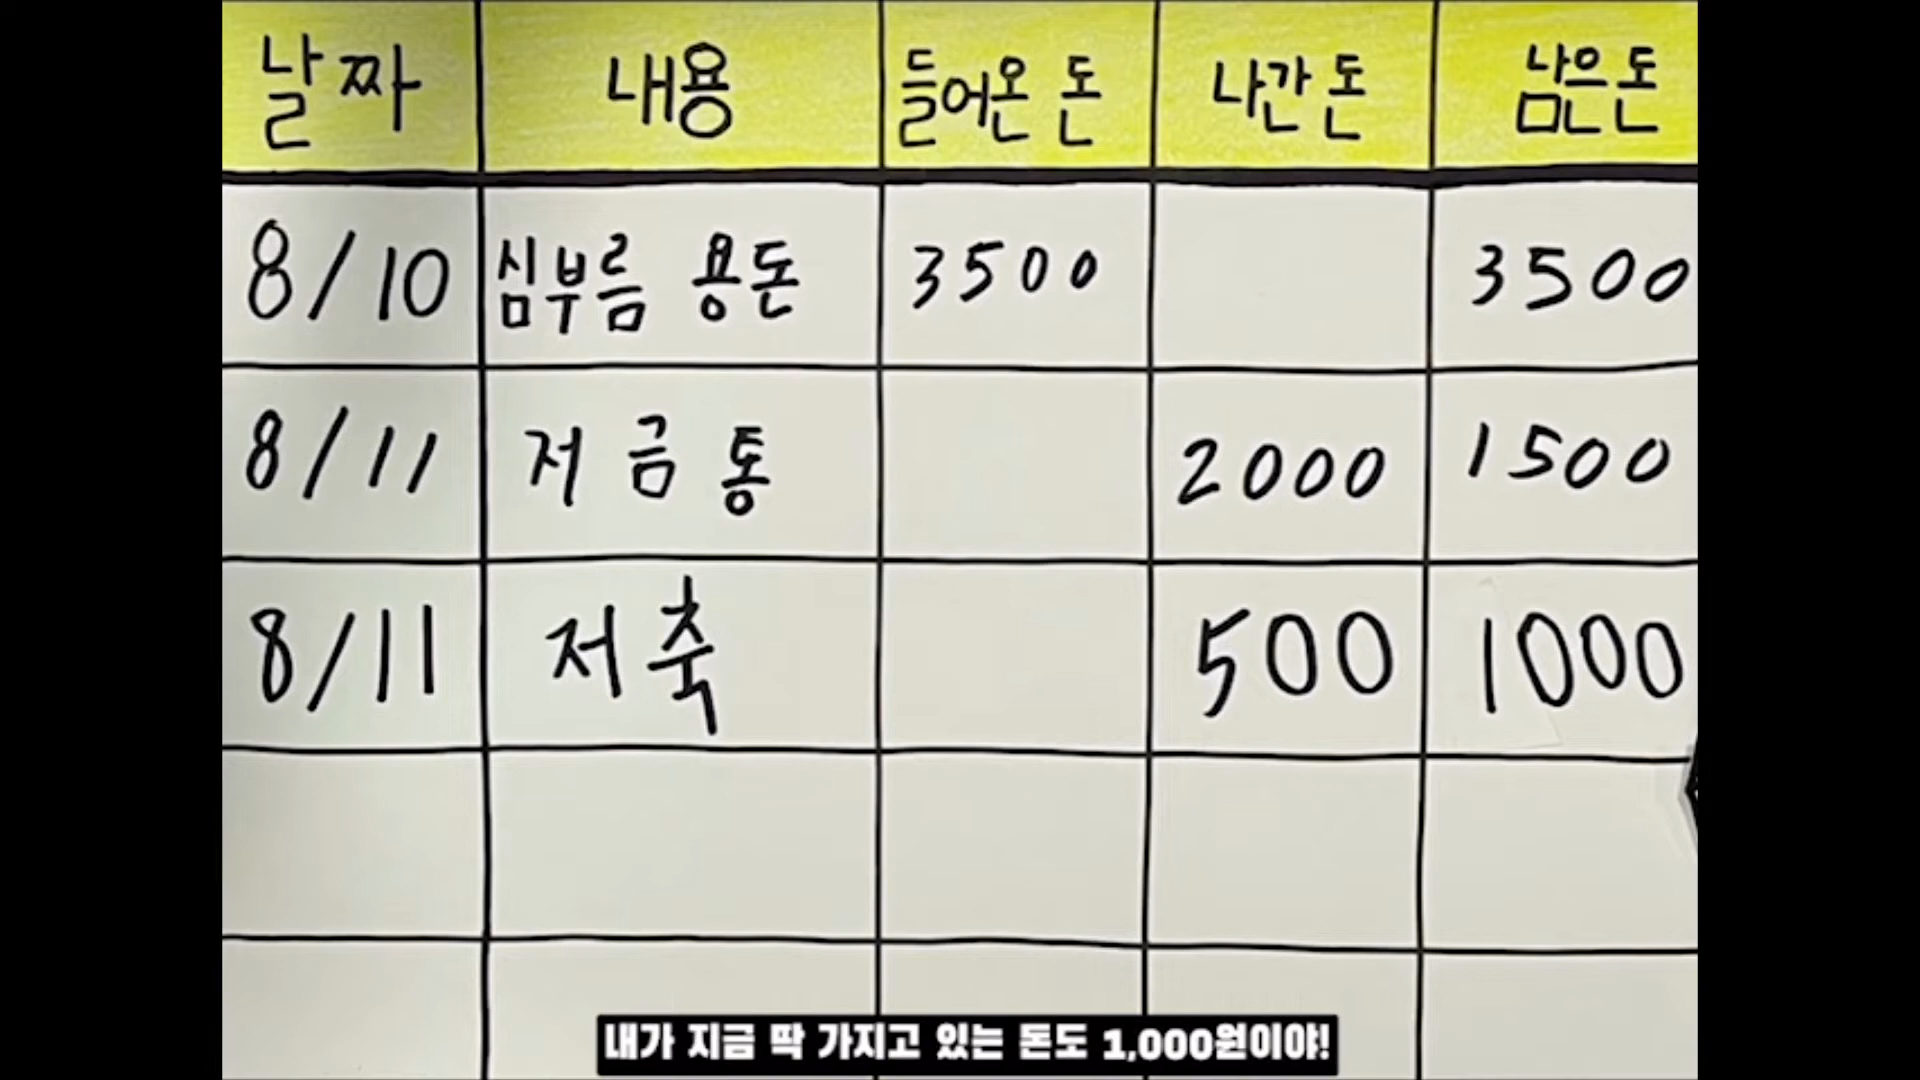 날짜 내용 들어온 돈 나간 돈 남은 돈
8/10 심부름 용돈 3500 3500
8/11 저금통 2000 1500
8/11 저축 500 1000
내가 지금 딱 가지고 있는 돈도 1,000원이야!